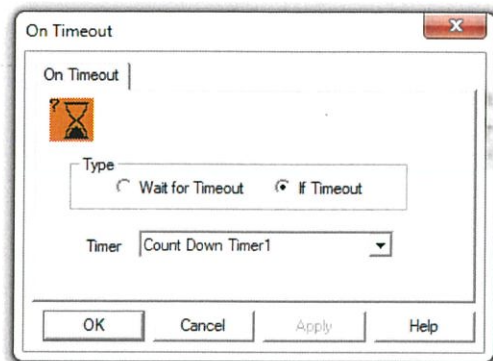 On Timeout
x
On Timeout
?
Type
Wait for Timeout If Timeout
Timer Count Down Timer1
OK Cancel Apply Help